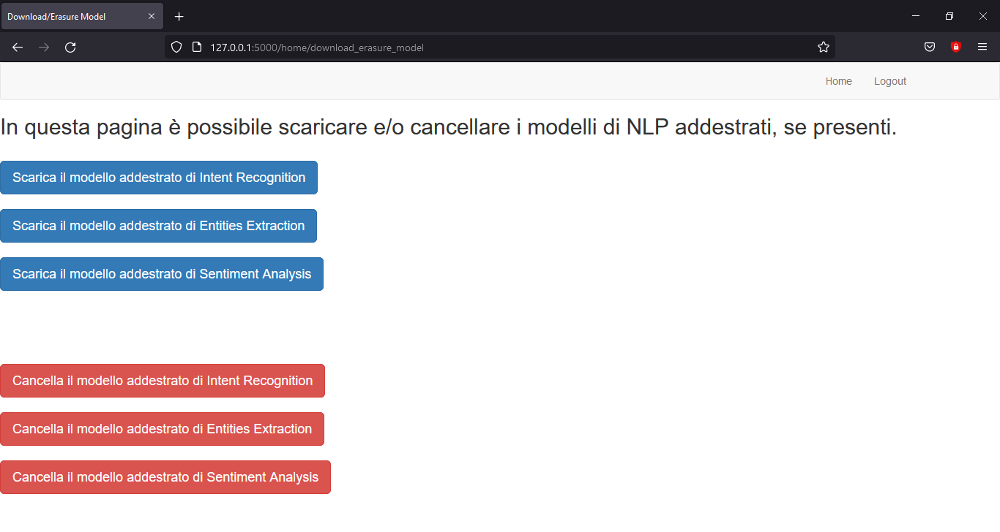 Download/Erasure Model
127.0.0.1:5000/home/download_erasure_model
Home Logout
In questa pagina è possibile scaricare e/o cancellare i modelli di NLP addestrati, se presenti.
Scarica il modello addestrato di Intent Recognition
Scarica il modello addestrato di Entities Extraction
Scarica il modello addestrato di Sentiment Analysis
Cancella il modello addestrato di Intent Recognition
Cancella il modello addestrato di Entities Extraction
Cancella il modello addestrato di Sentiment Analysis